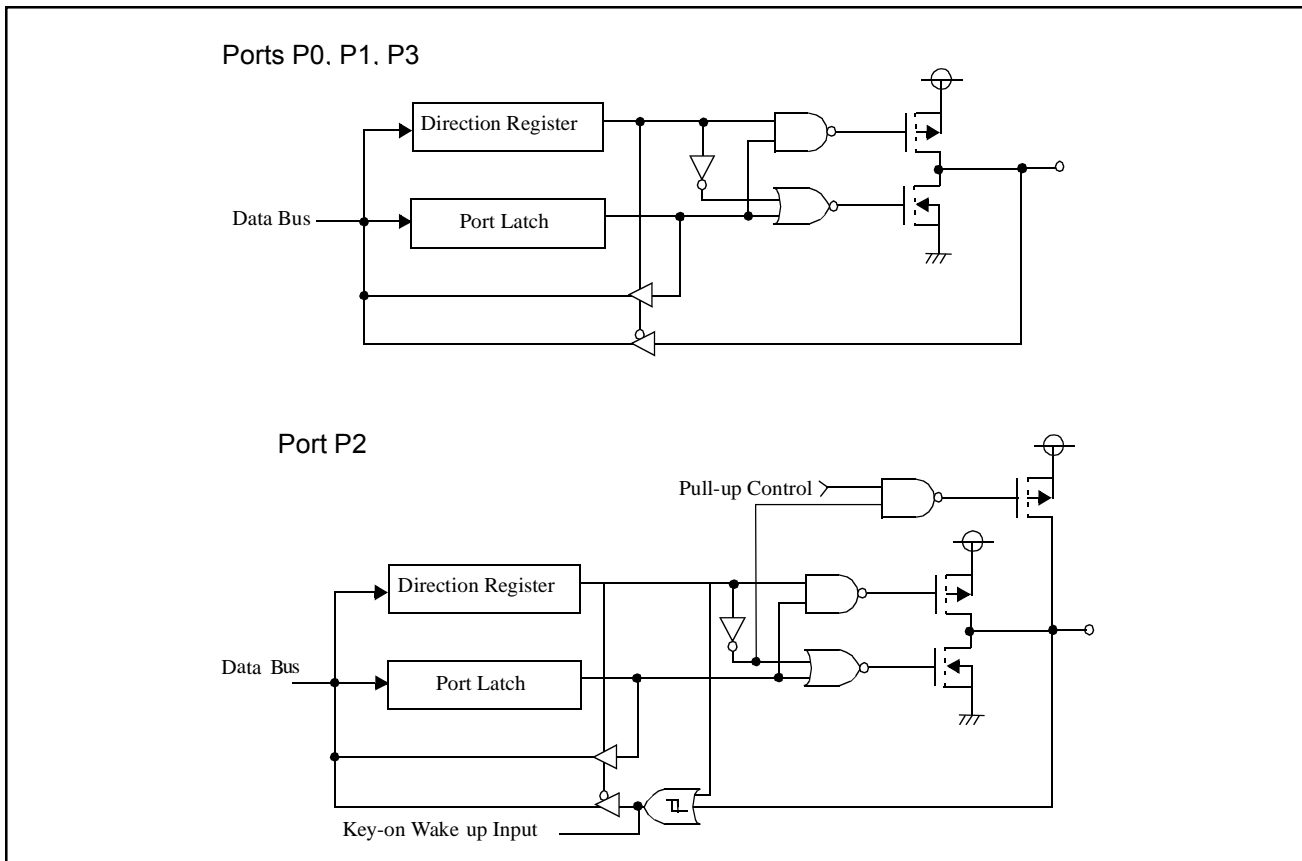 Ports P0, P1, P3
Direction Register
Data Bus
Port Latch
Port P2
Pull-up Control
Direction Register
Data Bus
Port Latch
Key-on Wake up Input